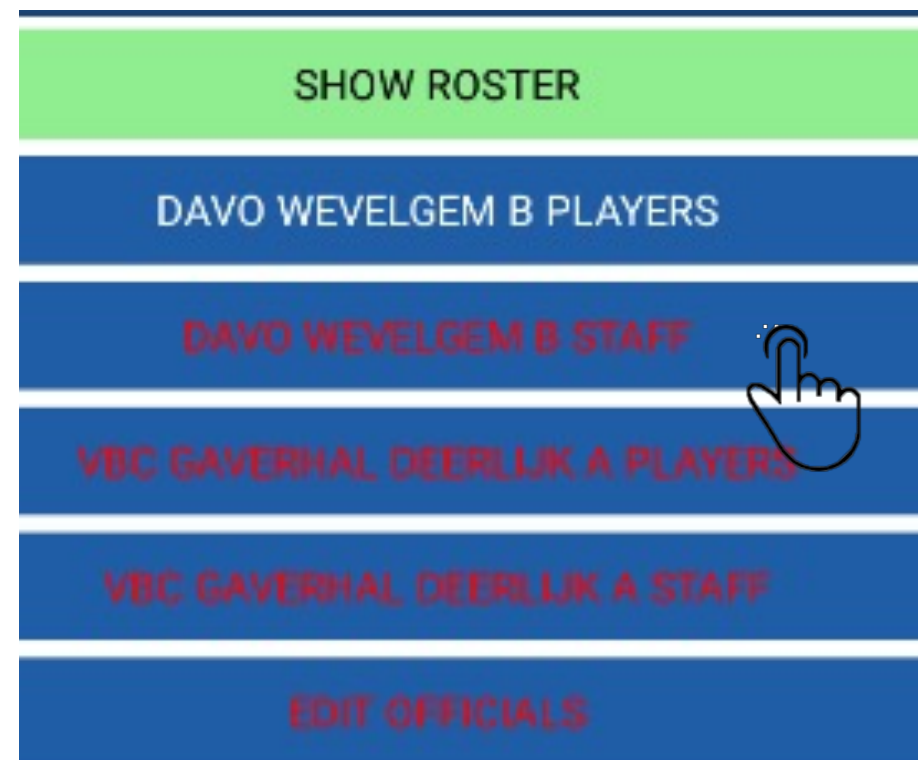 SHOW ROSTER
DAVO WEVELGEM B PLAYERS
DAVO WEVELGEM B STAFF
VBC GAVERHAL DEERLIJK A PLAYERS
VBC GAVERHAL DEERLIJK A STAFF
EDIT OFFICIALS